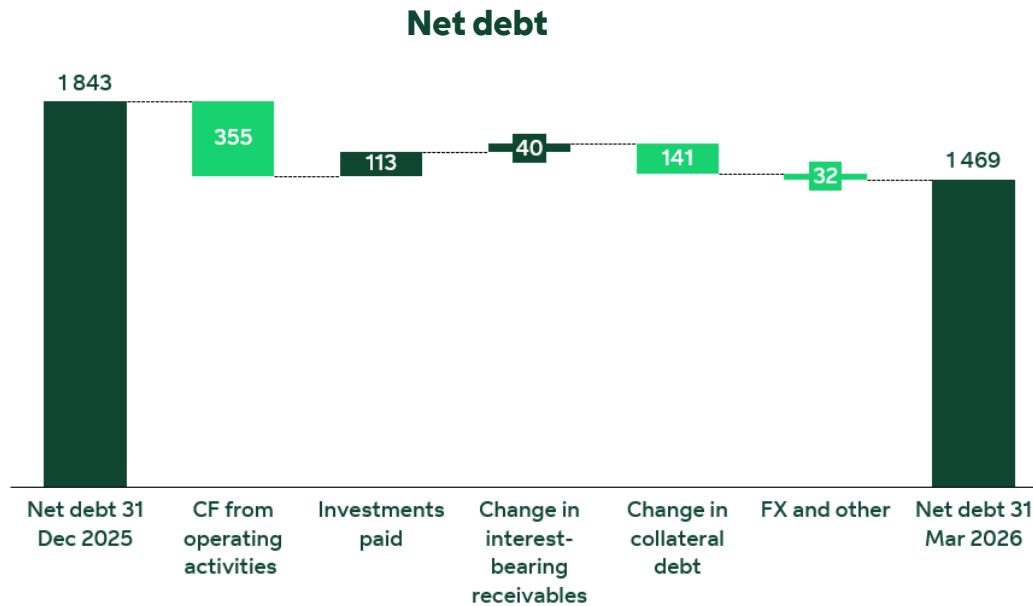 Net debt
1 843
355
113
40
141
32
1 469
Net debt 31
Dec 2025
CF from
operating
activities
Investments
paid
Change in
interest-
bearing
receivables
Change in
collateral
debt
FX and other
Net debt 31
Mar 2026